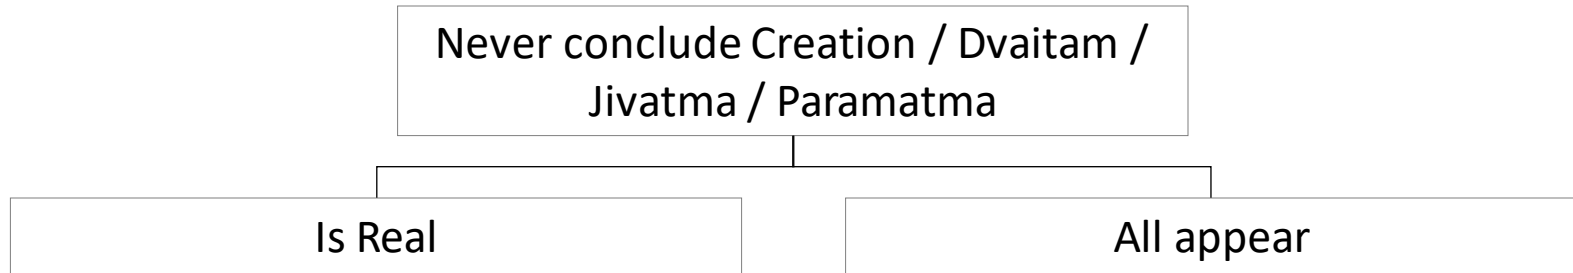 Never conclude Creation / Dvaitam /
Jivatma / Paramatma
Is Real
All appear